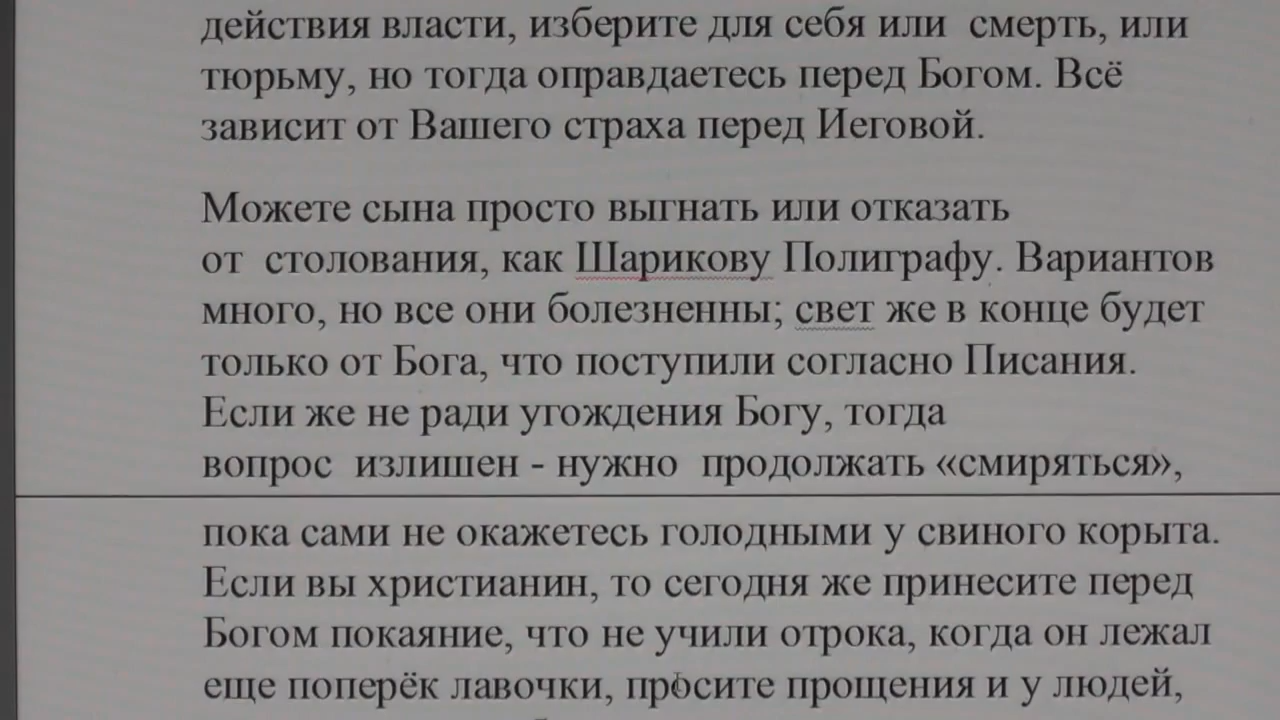 действия власти, изберите для себя или  смерть, или
тюрьму, но тогда оправдаетесь перед Богом. Всё
зависит от Вашего страха перед Иеговой.
Можете сына просто выгнать или отказать
от  столования, как Шарикову Полиграфу. Вариантов
много, но все они болезненны; свет же в конце будет
только от Бога, что поступили согласно Писания.
Если же не ради угождения Богу, тогда
вопрос  излишен - нужно  продолжать «смиряться»,
пока сами не окажетесь голодными у свиного корыта.
Если вы христианин, то сегодня же принесите перед
Богом покаяние, что не учили отрока, когда он лежал
еще поперёк лавочки, просите прощения и у людей,